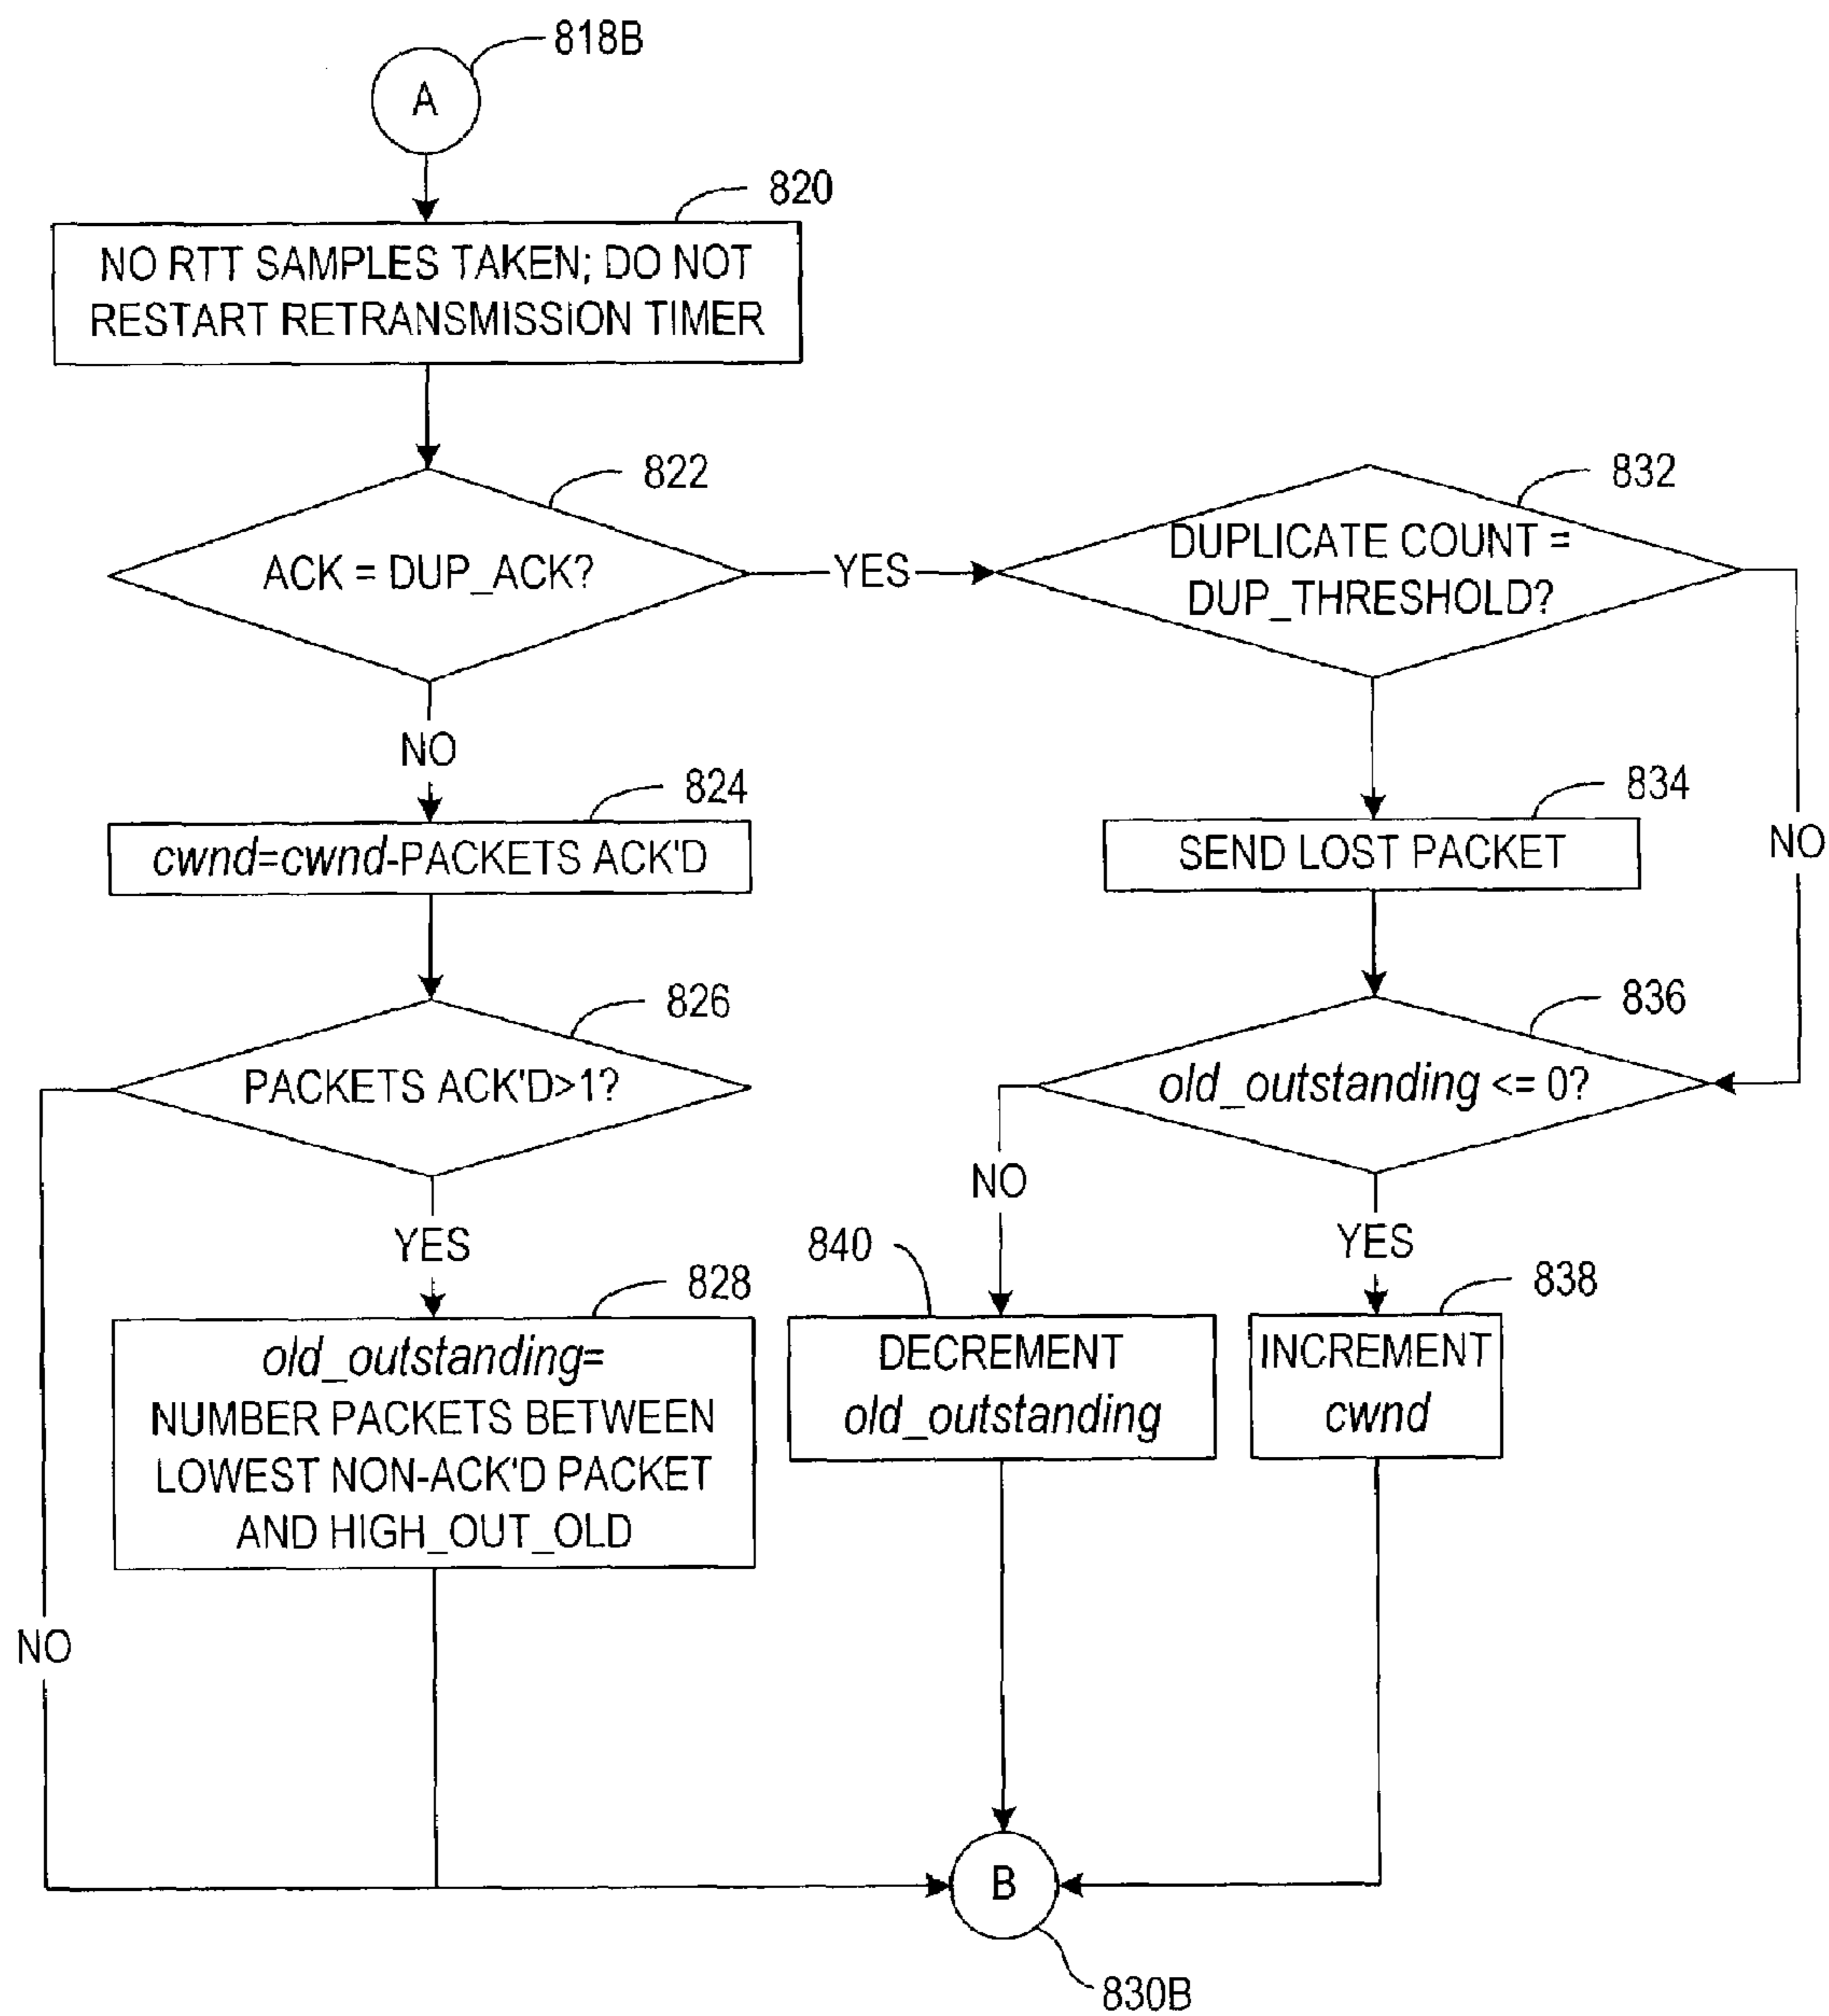 818B
A
820
NO RTT SAMPLES TAKEN; DO NOT
RESTART RETRANSMISSION TIMER
822
ACK = DUP_ACK?
YES
832
DUPLICATE COUNT =
DUP_THRESHOLD?
NO
824
cwnd=cwnd-PACKETS ACK'D
834
SEND LOST PACKET
NO
826
PACKETS ACK'D>1?
836
old_outstanding <= 0?
NO
YES
YES
828
old_outstanding=
NUMBER PACKETS BETWEEN
LOWEST NON-ACK'D PACKET
AND HIGH_OUT_OLD
840
DECREMENT
old_outstanding
838
INCREMENT
cwnd
NO
B
830B